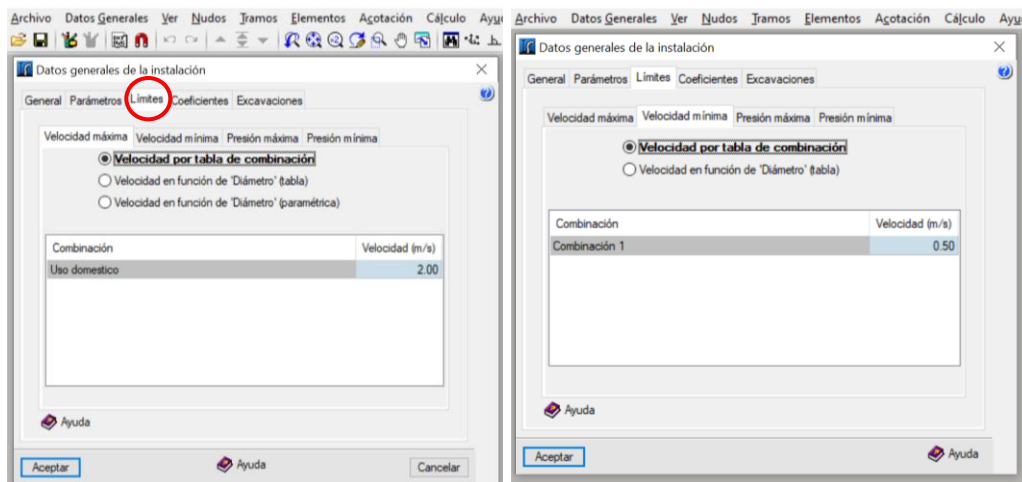 Archivo Datos Generales Ver Nudos Tramos Elementos Acotación Cálculo
Datos generales de la instalación
General Parámetros Límites Coeficientes Excavaciones
Velocidad máxima Velocidad mínima Presión máxima Presión mínima
Velocidad por tabla de combinación
Velocidad en función de 'Diámetro' (tabla)
Velocidad en función de 'Diámetro' (paramétrica)
Combinación Velocidad (m/s)
Uso domestico 2.00
Ayuda
Aceptar Ayuda Cancelar
Archivo Datos Generales Ver Nudos Tramos Elementos Acotación Cálculo
Datos generales de la instalación
General Parámetros Límites Coeficientes Excavaciones
Velocidad máxima Velocidad mínima Presión máxima Presión mínima
Velocidad por tabla de combinación
Velocidad en función de 'Diámetro' (tabla)
Combinación Velocidad (m/s)
Combinación 1 0.50
Ayuda
Aceptar Ayuda